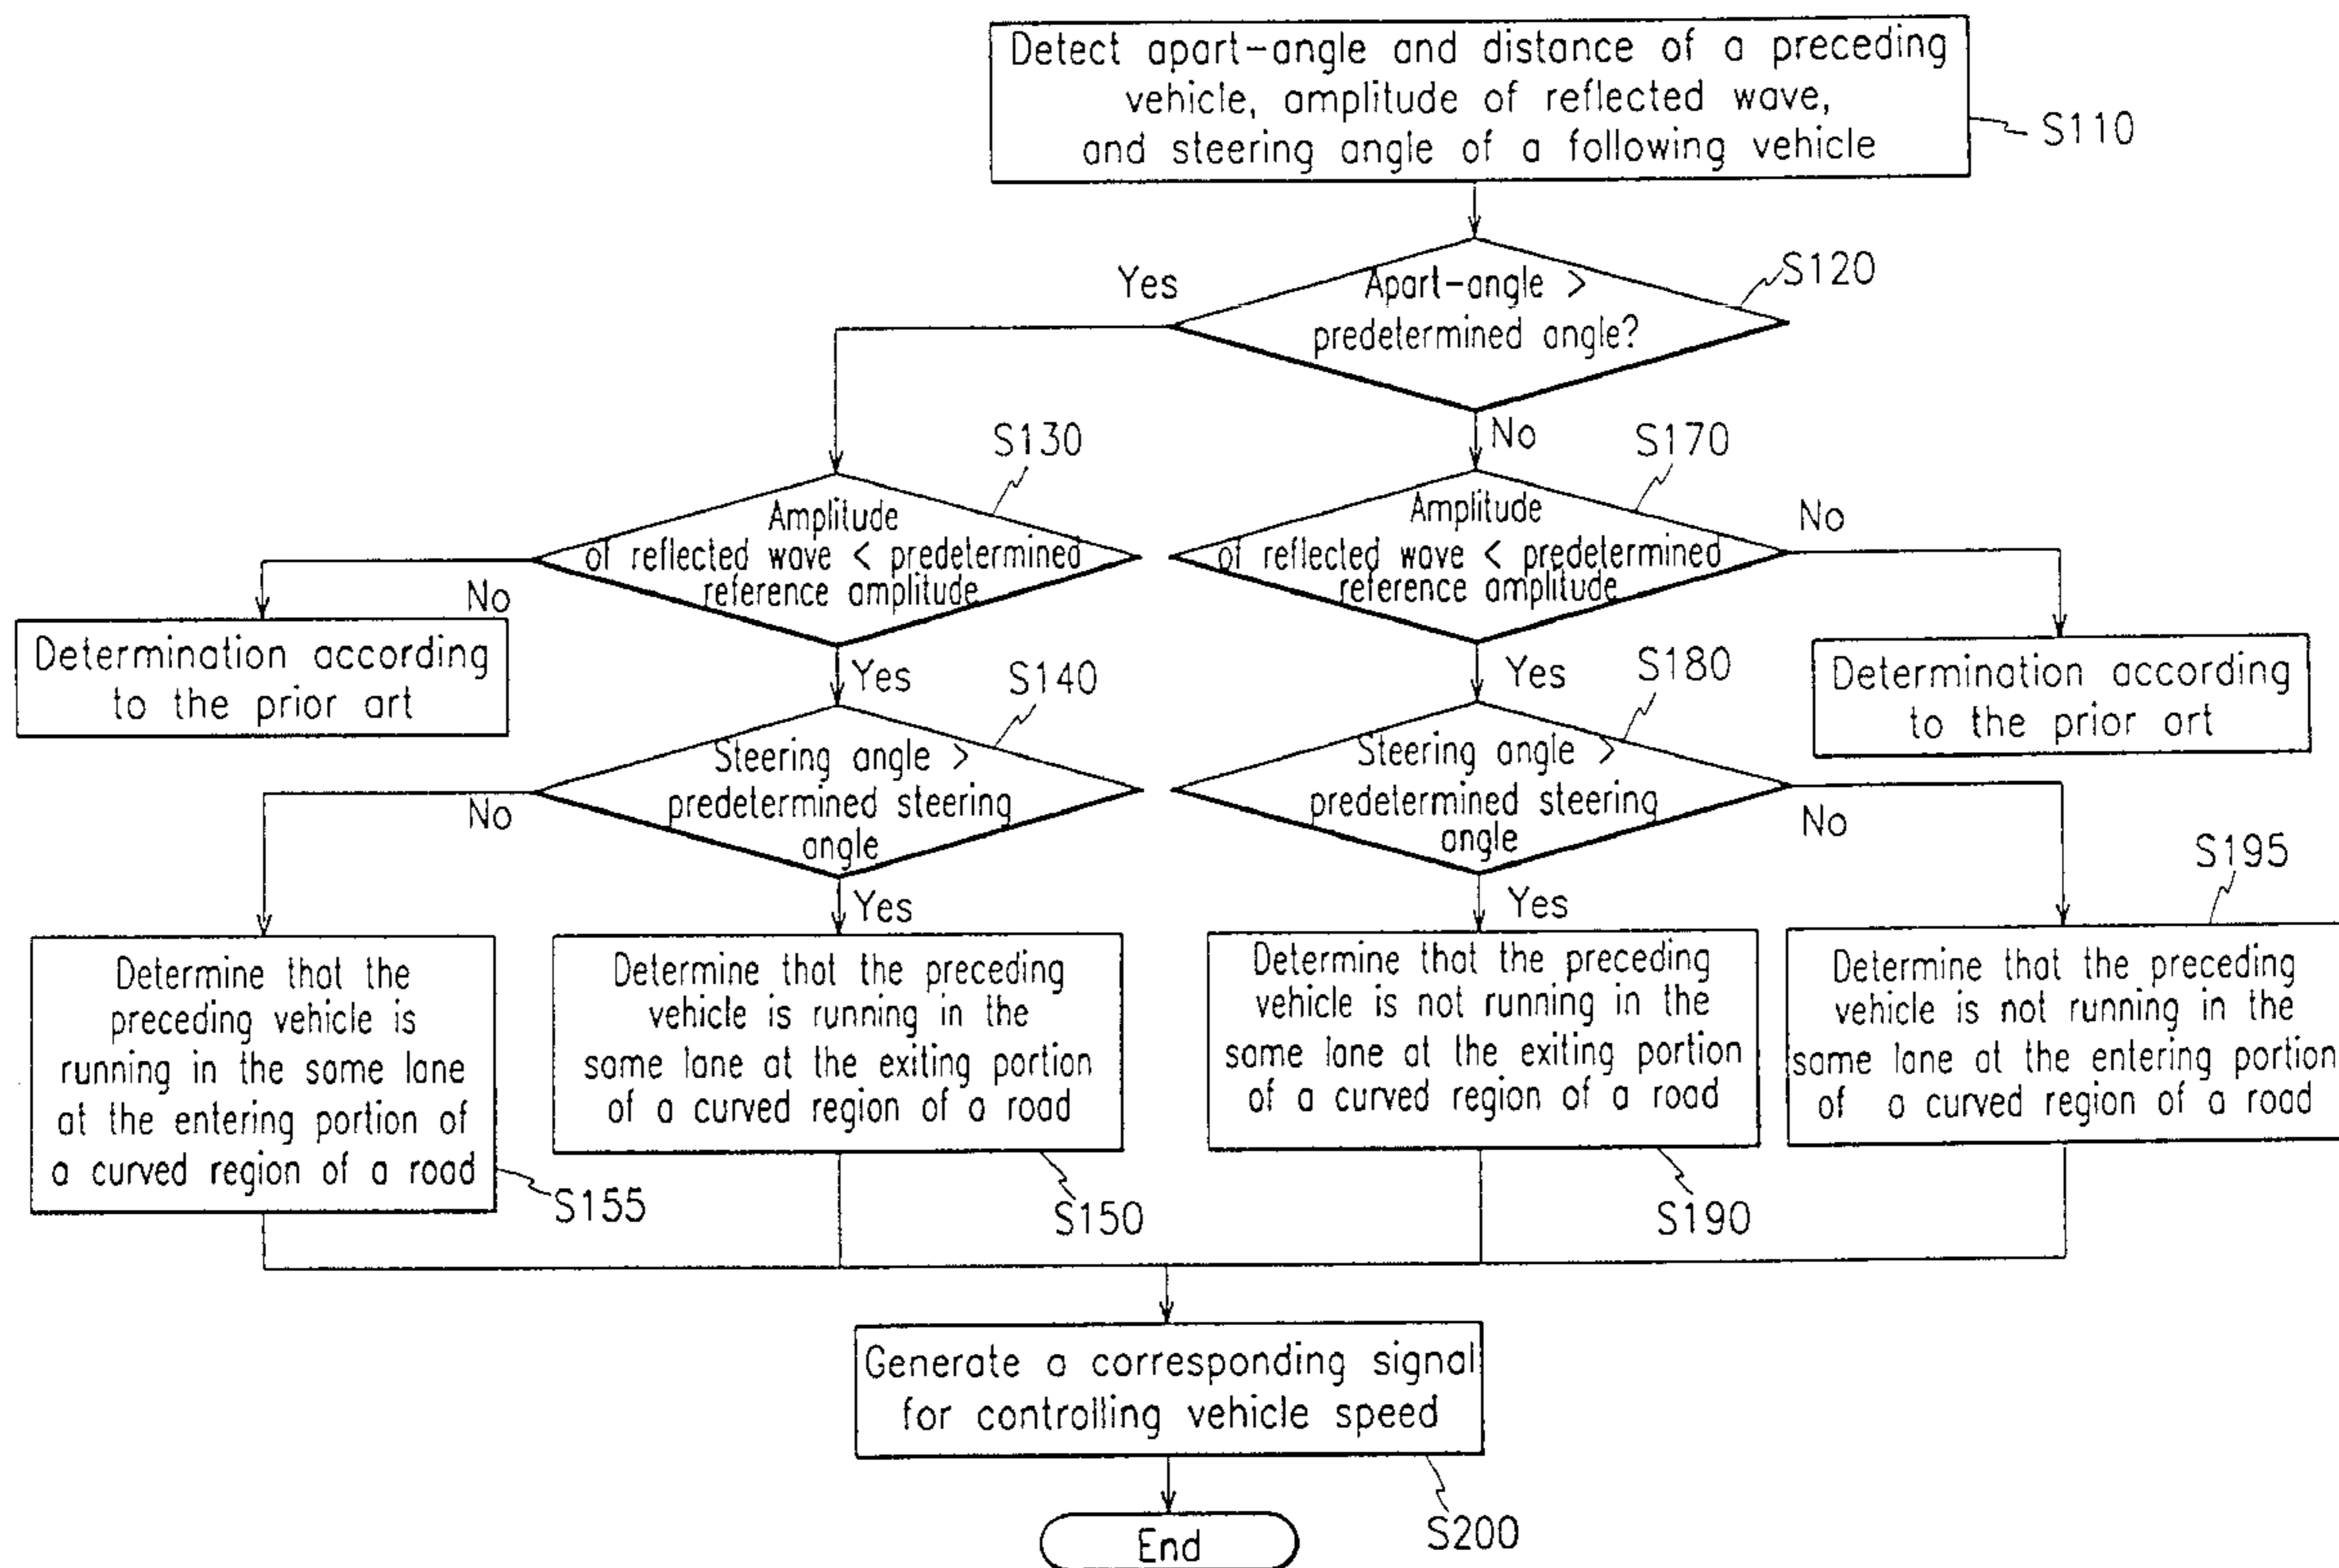 Detect apart-angle and distance of a preceding
vehicle, amplitude of reflected wave,
and steering angle of a following vehicle
S110
Apart-angle >
predetermined angle?
S120
Yes
No
S130
Amplitude
of reflected wave < predetermined
reference amplitude
No
Yes
S170
Amplitude
of reflected wave < predetermined
reference amplitude
No
Yes
Determination according
to the prior art
Determination according
to the prior art
S140
Steering angle >
predetermined steering
angle
No
Yes
S180
Steering angle >
predetermined steering
angle
No
Yes
Determine that the
preceding vehicle is
running in the same lane
at the entering portion of
a curved region of a road
S155
Determine that the preceding
vehicle is running in the
same lane at the exiting portion
of a curved region of a road
S150
Determine that the preceding
vehicle is not running in the
same lane at the exiting portion
of a curved region of a road
S190
S195
Determine that the preceding
vehicle is not running in the
same lane at the entering portion
of a curved region of a road
Generate a corresponding signal
for controlling vehicle speed
S200
End